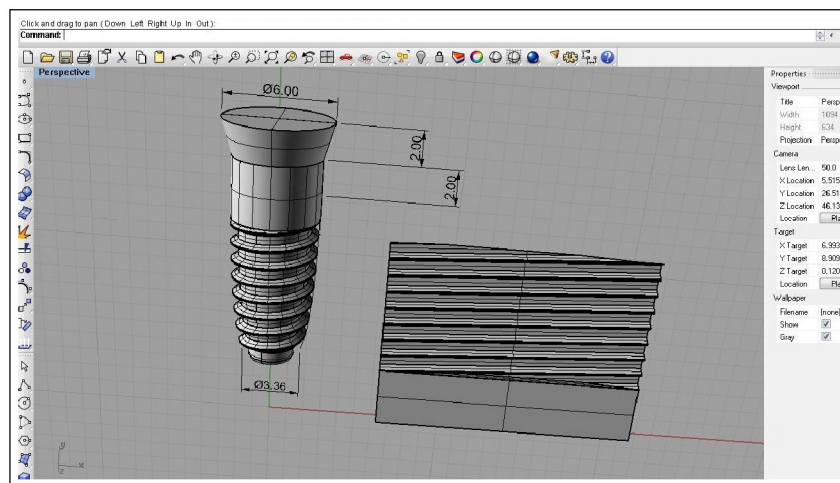 Click and drag to pan ( Down Left Right Up In Out ):
Command:
Perspective
Properties
Viewport
Title Persp
Width 1094
Height 634
Projection Perspe
Camera
Lens Len... 50.0
X Location 5.515
Y Location 26.51
Z Location 46.13
Location Pla
Target
X Target 6.993
Y Target 8.909
Z Target 0.120
Location Pla
Wallpaper
Filename [none]
Show
Gray
Ø6.00
2.00
2.00
Ø3.36
y
z x